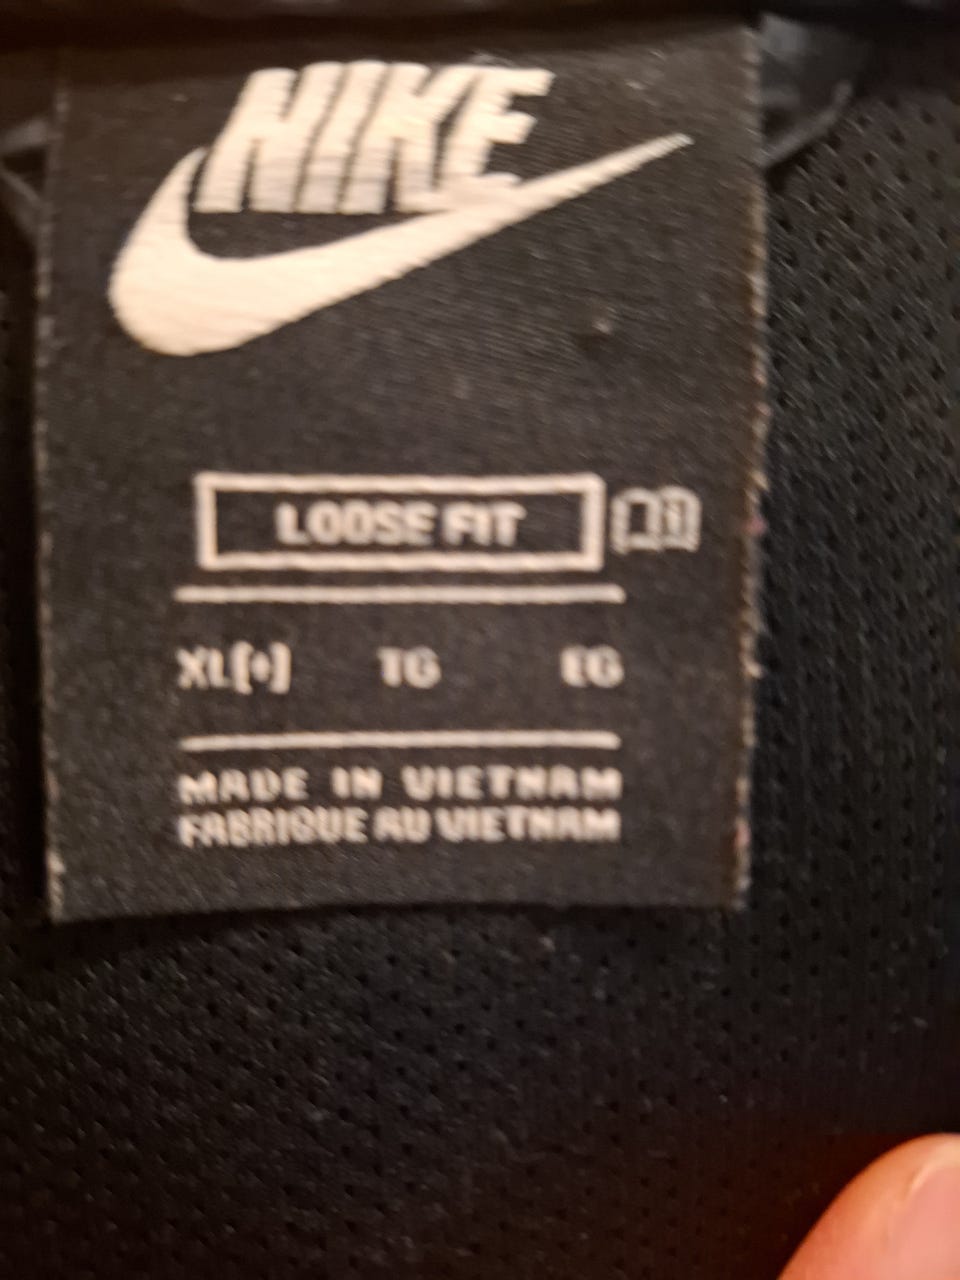 NIKE
LOOSE FIT
XL[+] TG EG
MADE IN VIETNAM
FABRIQUE AU VIETNAM